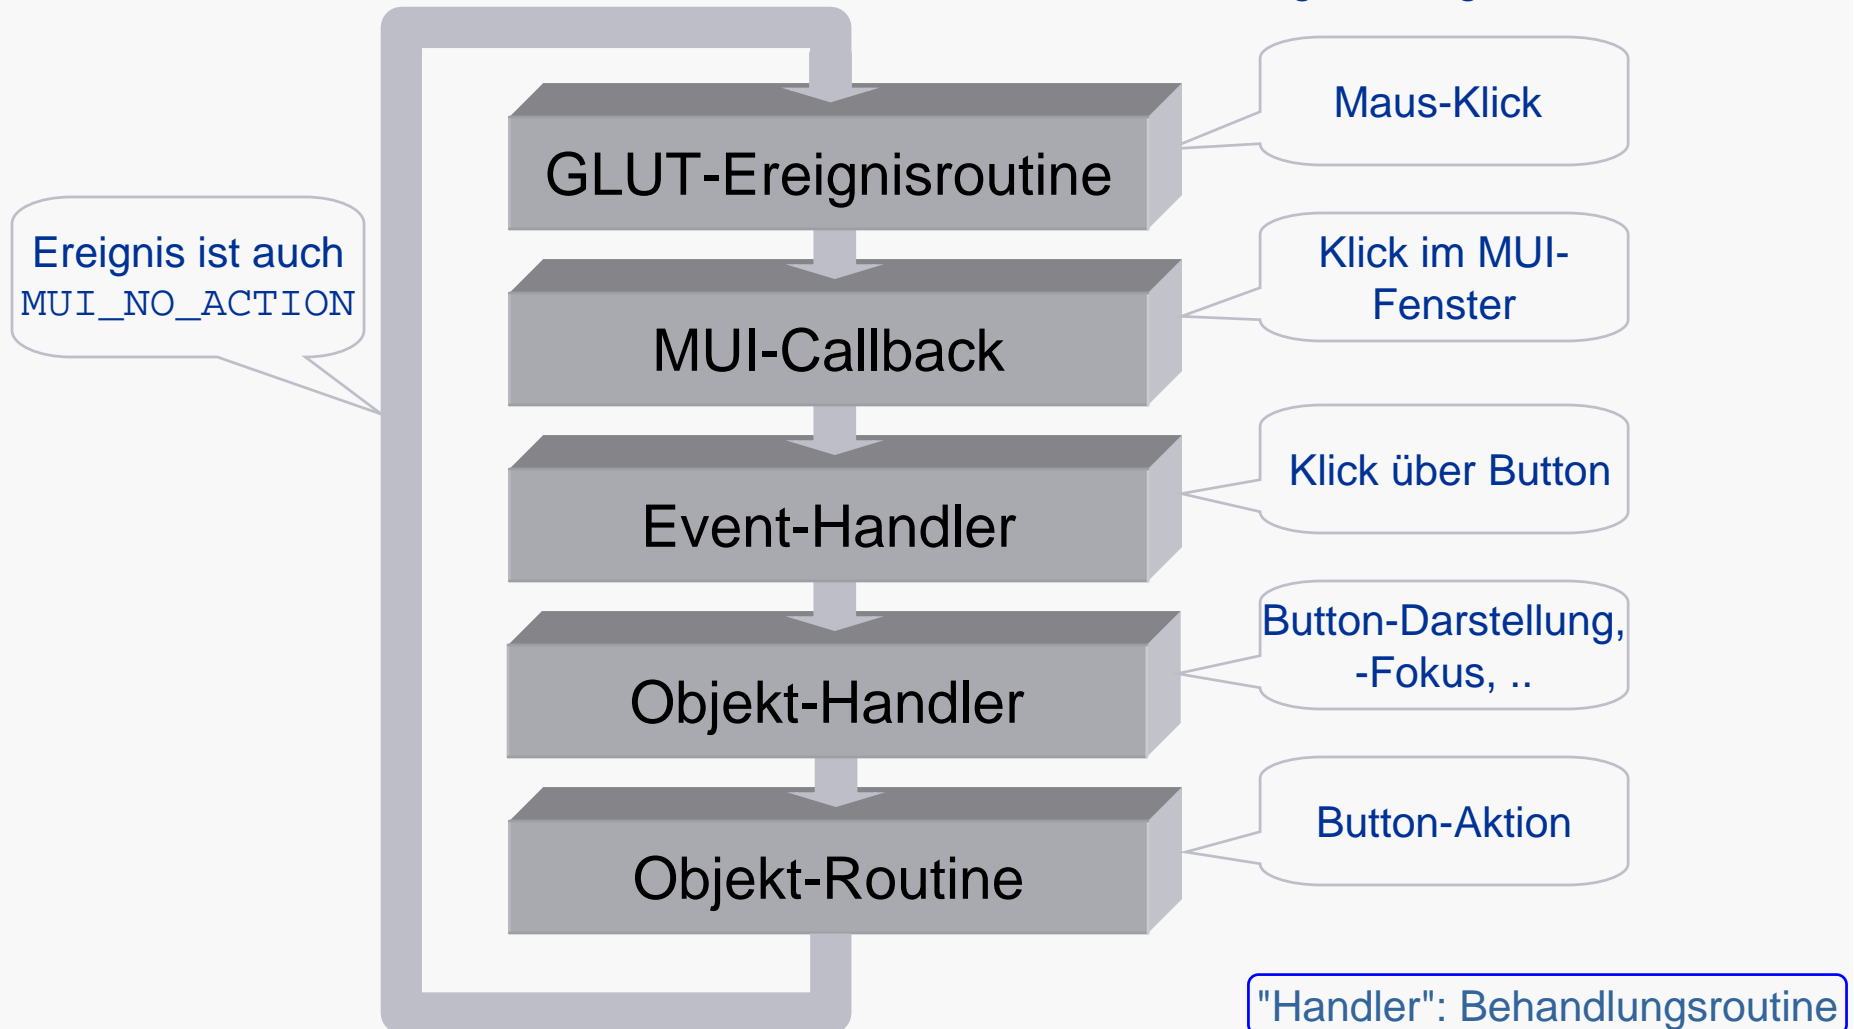 GLUT-Ereignisroutine
Maus-Klick
Ereignis ist auch
MUI_NO_ACTION
MUI-Callback
Klick im MUI-
Fenster
Event-Handler
Klick über Button
Objekt-Handler
Button-Darstellung,
-Fokus, ..
Objekt-Routine
Button-Aktion
"Handler": Behandlungsroutine